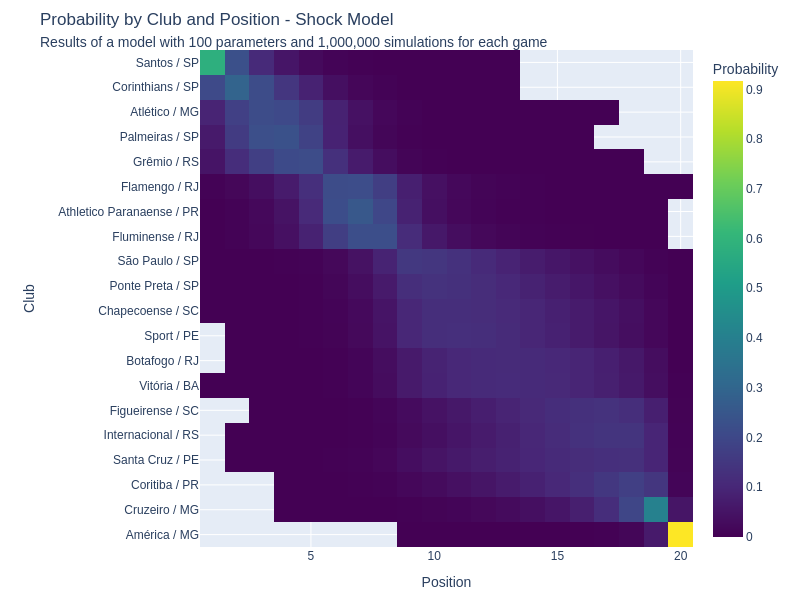 Probability by Club and Position - Shock Model
Results of a model with 100 parameters and 1,000,000 simulations for each game
Probability
Club
Santos / SP
Corinthians / SP
Atlético / MG
Palmeiras / SP
Grêmio / RS
Flamengo / RJ
Athletico Paranaense / PR
Fluminense / RJ
São Paulo / SP
Ponte Preta / SP
Chapecoense / SC
Sport / PE
Botafogo / RJ
Vitória / BA
Figueirense / SC
Internacional / RS
Santa Cruz / PE
Coritiba / PR
Cruzeiro / MG
América / MG
0.9
0.8
0.7
0.6
0.5
0.4
0.3
0.2
0.1
0
5 10 15 20
Position